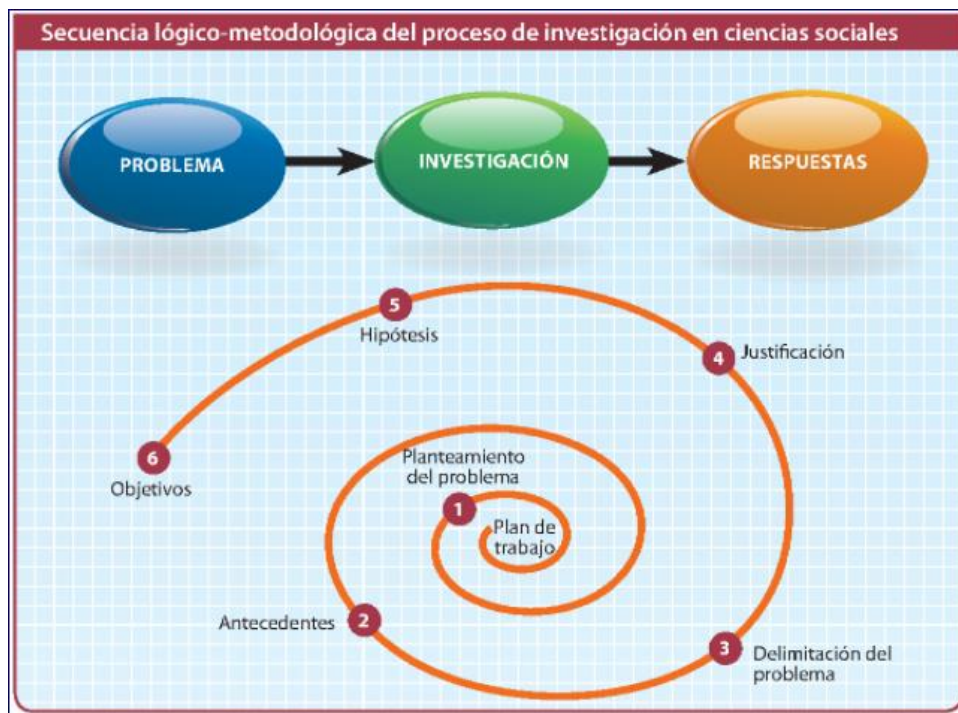 Secuencia lógico-metodológica del proceso de investigación en ciencias sociales
PROBLEMA
INVESTIGACIÓN
RESPUESTAS
5
Hipótesis
4
Justificación
6
Objetivos
Planteamiento
del problema
1
Plan de
trabajo
Antecedentes
2
3
Delimitación del
problema